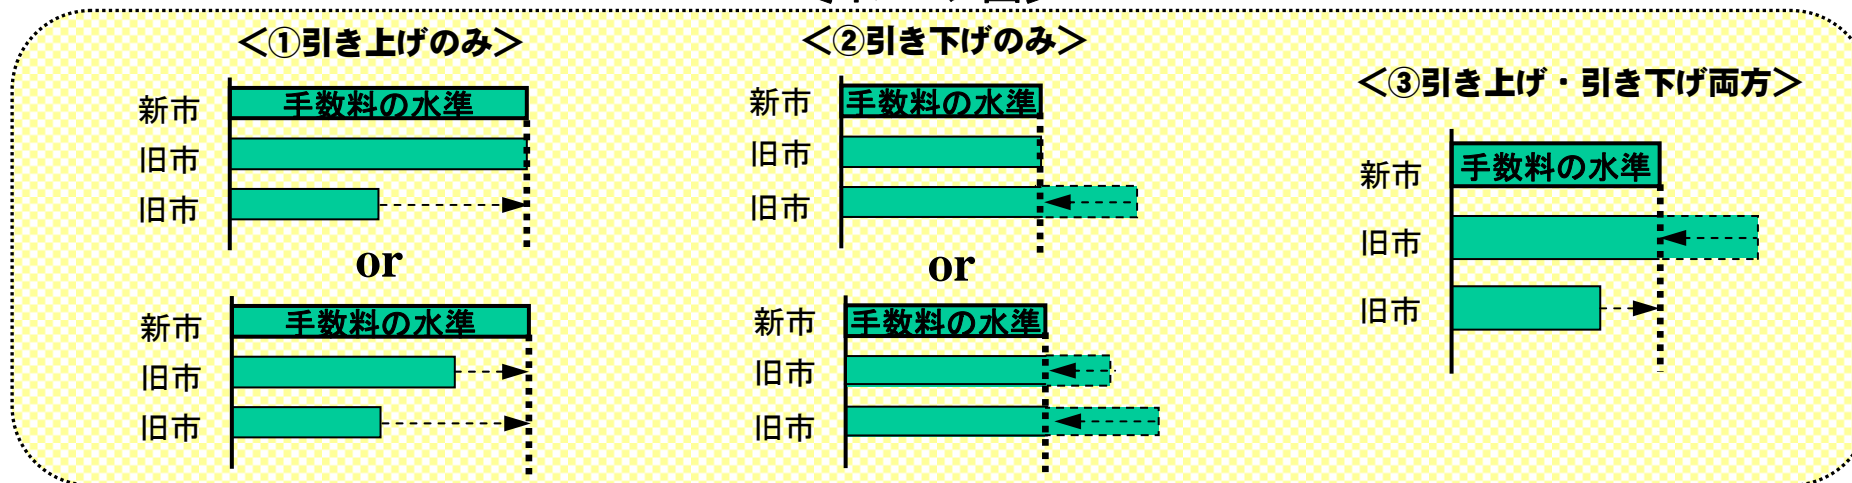 ＜①引き上げのみ＞
新市 手数料の水準
旧市
旧市
or
新市 手数料の水準
旧市
旧市
＜②引き下げのみ＞
新市 手数料の水準
旧市
旧市
or
新市 手数料の水準
旧市
旧市
＜③引き上げ・引き下げ両方＞
新市 手数料の水準
旧市
旧市